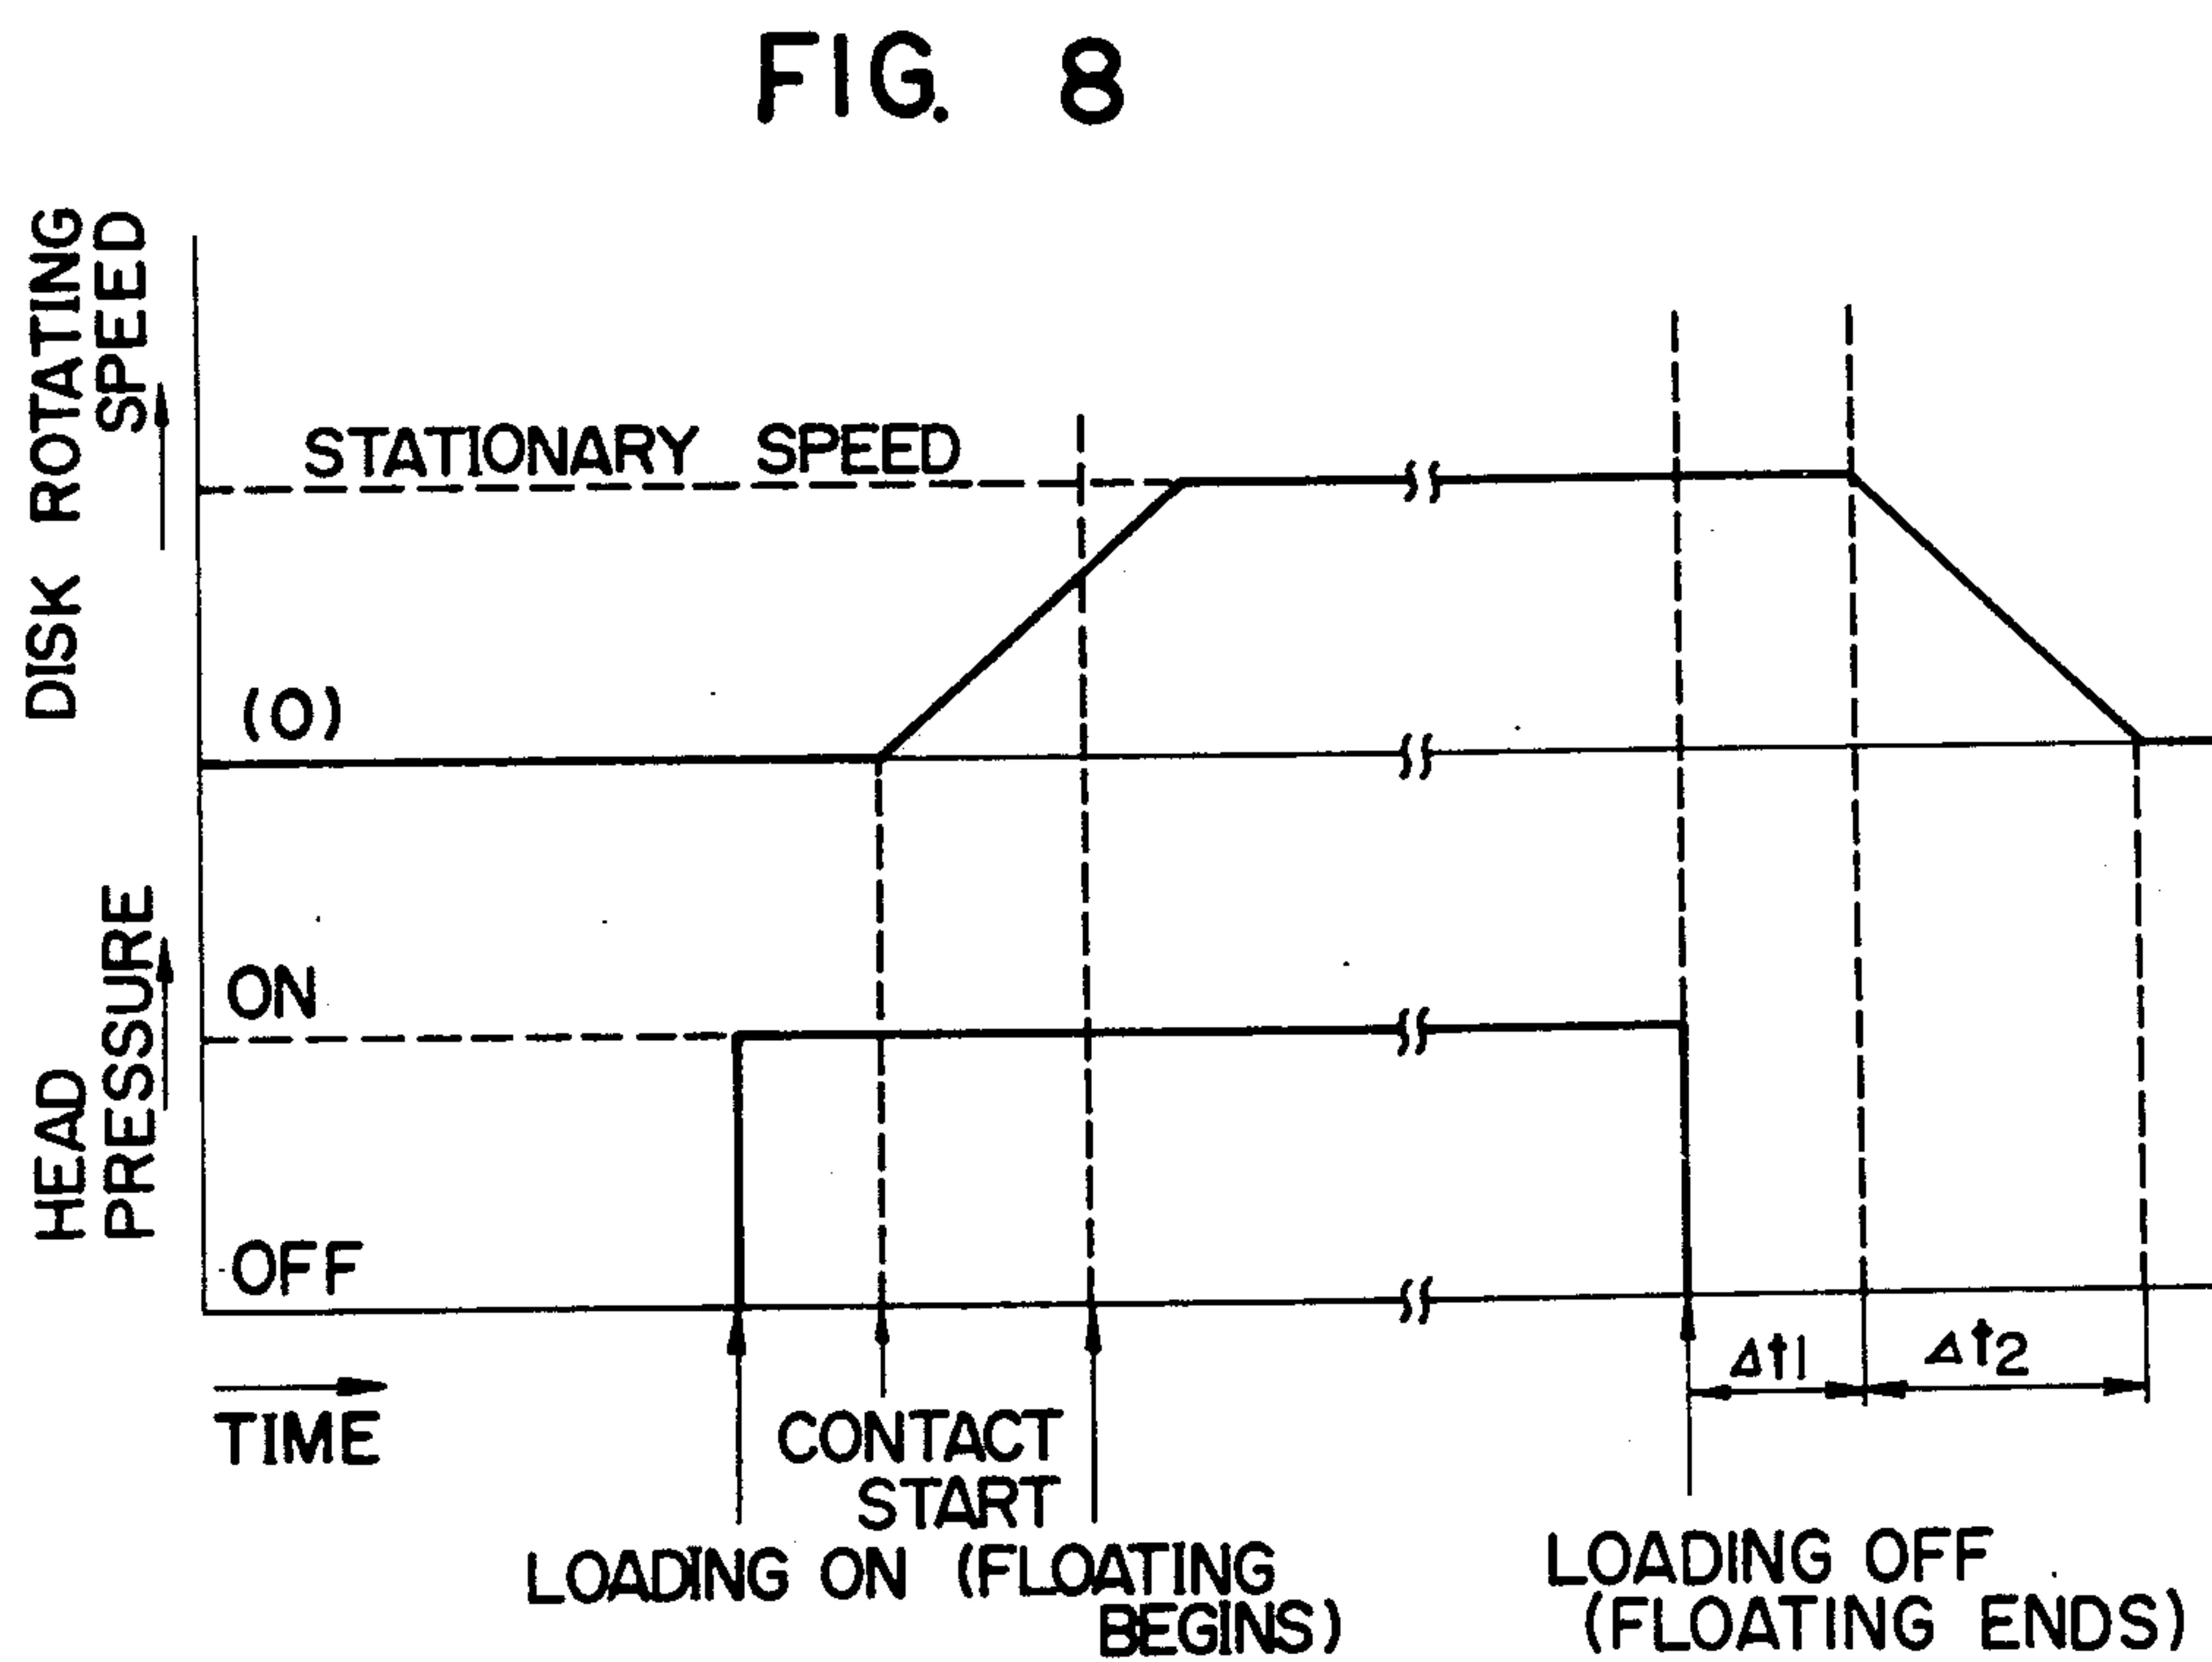 FIG. 8
DISK ROTATING
SPEED
STATIONARY SPEED
(0)
HEAD
PRESSURE
ON
OFF
TIME
CONTACT
START
LOADING ON (FLOATING
BEGINS)
Δt1
Δt2
LOADING OFF
(FLOATING ENDS)